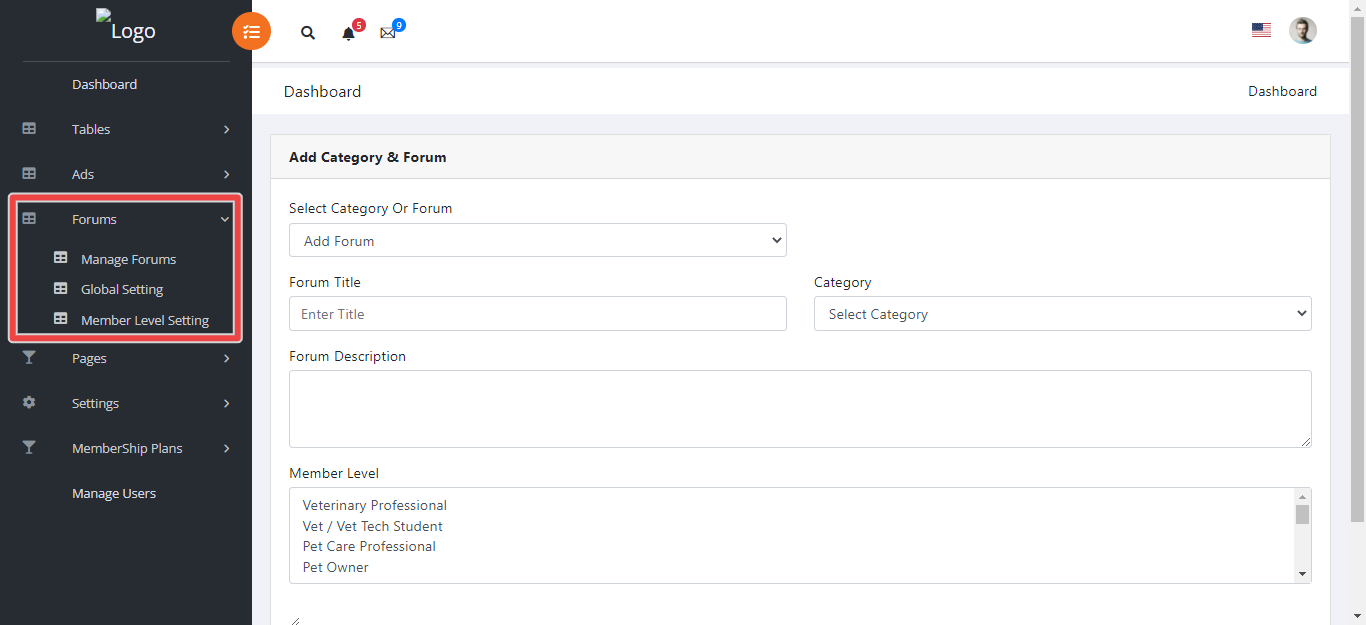 Logo
5
9
Dashboard
Tables
Ads
Forums
Manage Forums
Global Setting
Member Level Setting
Pages
Settings
MemberShip Plans
Manage Users
Dashboard
Dashboard
Add Category & Forum
Select Category Or Forum
Add Forum
Forum Title
Category
Enter Title
Select Category
Forum Description
Member Level
Veterinary Professional
Vet / Vet Tech Student
Pet Care Professional
Pet Owner